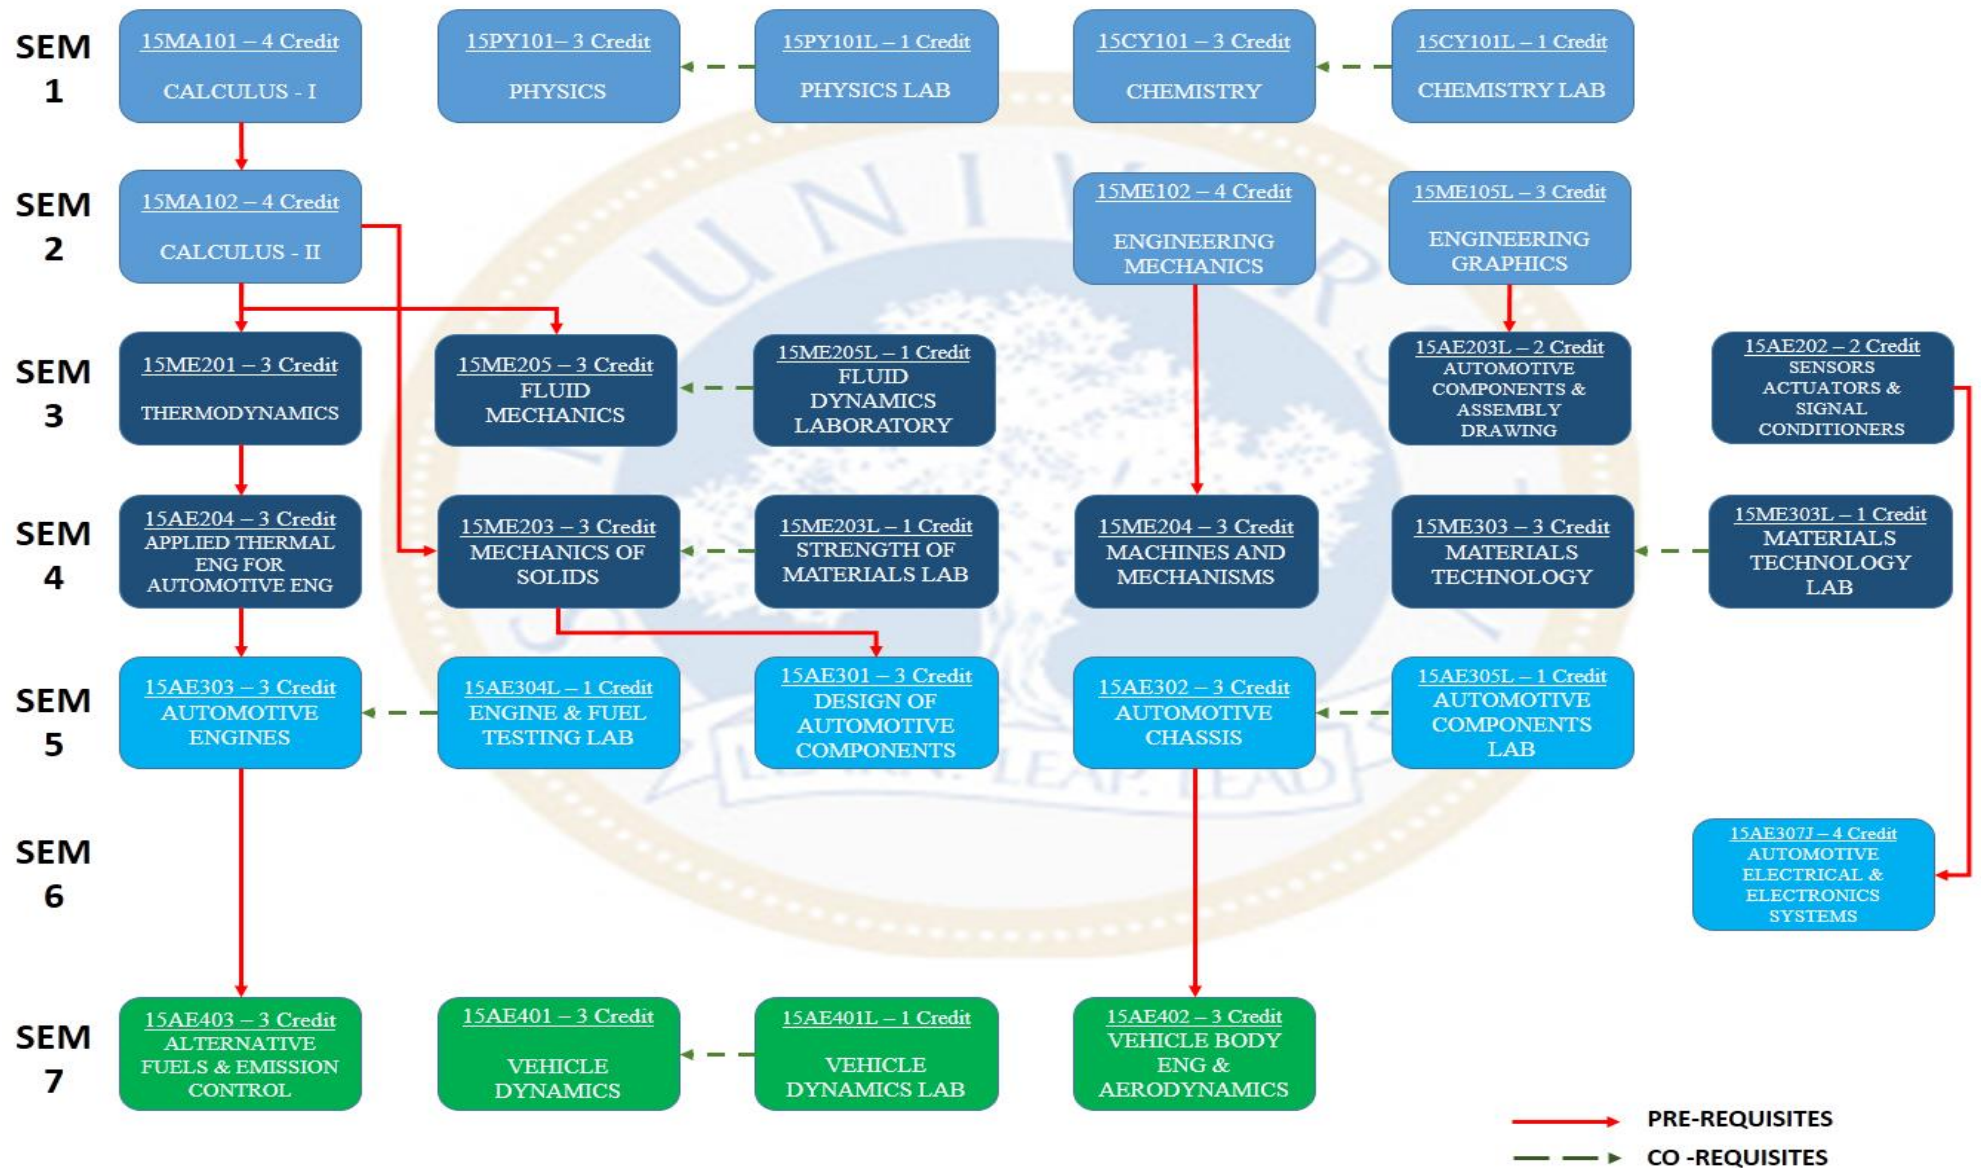 SEM
1
15MA101 – 4 Credit
CALCULUS - I
15PY101– 3 Credit
PHYSICS
15PY101L – 1 Credit
PHYSICS LAB
15CY101 – 3 Credit
CHEMISTRY
15CY101L – 1 Credit
CHEMISTRY LAB
SEM
2
15MA102 – 4 Credit
CALCULUS - II
15ME102 – 4 Credit
ENGINEERING
MECHANICS
15ME105L – 3 Credit
ENGINEERING
GRAPHICS
SEM
3
15ME201 – 3 Credit
THERMODYNAMICS
15ME205 – 3 Credit
FLUID
MECHANICS
15ME205L – 1 Credit
FLUID
DYNAMICS
LABORATORY
15AE203L – 2 Credit
AUTOMOTIVE
COMPONENTS &
ASSEMBLY
DRAWING
15AE202 – 2 Credit
SENSORS
ACTUATORS &
SIGNAL
CONDITIONERS
SEM
4
15AE204 – 3 Credit
APPLIED THERMAL
ENG FOR
AUTOMOTIVE ENG
15ME203 – 3 Credit
MECHANICS OF
SOLIDS
15ME203L – 1 Credit
STRENGTH OF
MATERIALS LAB
15ME204 – 3 Credit
MACHINES AND
MECHANISMS
15ME303 – 3 Credit
MATERIALS
TECHNOLOGY
15ME303L – 1 Credit
MATERIALS
TECHNOLOGY
LAB
SEM
5
15AE303 – 3 Credit
AUTOMOTIVE
ENGINES
15AE304L – 1 Credit
ENGINE & FUEL
TESTING LAB
15AE301 – 3 Credit
DESIGN OF
AUTOMOTIVE
COMPONENTS
15AE302 – 3 Credit
AUTOMOTIVE
CHASSIS
15AE305L – 1 Credit
AUTOMOTIVE
COMPONENTS
LAB
LEARN. LEAP. LEAD
SEM
6
15AE307J – 4 Credit
AUTOMOTIVE
ELECTRICAL &
ELECTRONICS
SYSTEMS
SEM
7
15AE403 – 3 Credit
ALTERNATIVE
FUELS & EMISSION
CONTROL
15AE401 – 3 Credit
VEHICLE
DYNAMICS
15AE401L – 1 Credit
VEHICLE
DYNAMICS LAB
15AE402 – 3 Credit
VEHICLE BODY
ENG &
AERODYNAMICS
PRE-REQUISITES
CO -REQUISITES